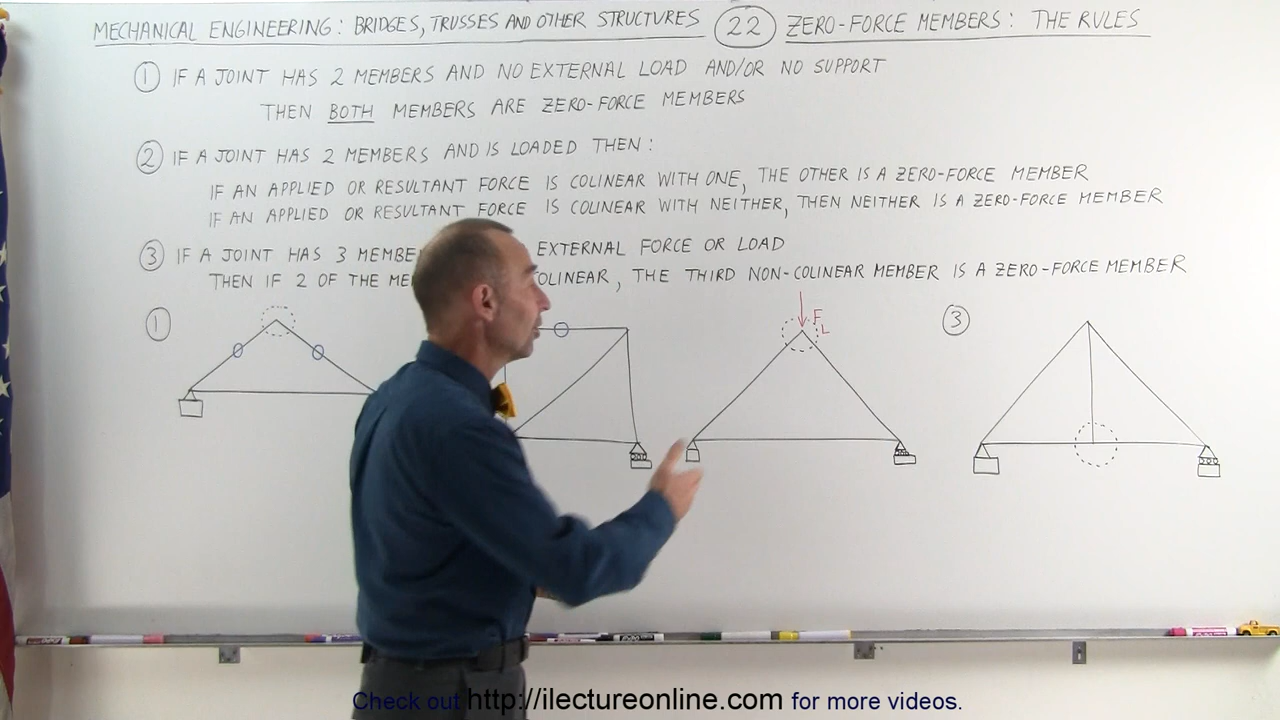 MECHANICAL ENGINEERING: BRIDGES, TRUSSES AND OTHER STRUCTURES 22 ZERO-FORCE MEMBERS: THE RULES
1 IF A JOINT HAS 2 MEMBERS AND NO EXTERNAL LOAD AND/OR NO SUPPORT
THEN BOTH MEMBERS ARE ZERO-FORCE MEMBERS
2 IF A JOINT HAS 2 MEMBERS AND IS LOADED THEN:
IF AN APPLIED OR RESULTANT FORCE IS COLINEAR WITH ONE, THE OTHER IS A ZERO-FORCE MEMBER
IF AN APPLIED OR RESULTANT FORCE IS COLINEAR WITH NEITHER, THEN NEITHER IS A ZERO-FORCE MEMBER
3 IF A JOINT HAS 3 EXTERNAL FORCE OR LOAD
THEN IF 2 OF THE , THE THIRD NON-COLINEAR MEMBER IS A ZERO-FORCE MEMBER
1 FL 3
Check out http://ilectureonline.com for more videos.